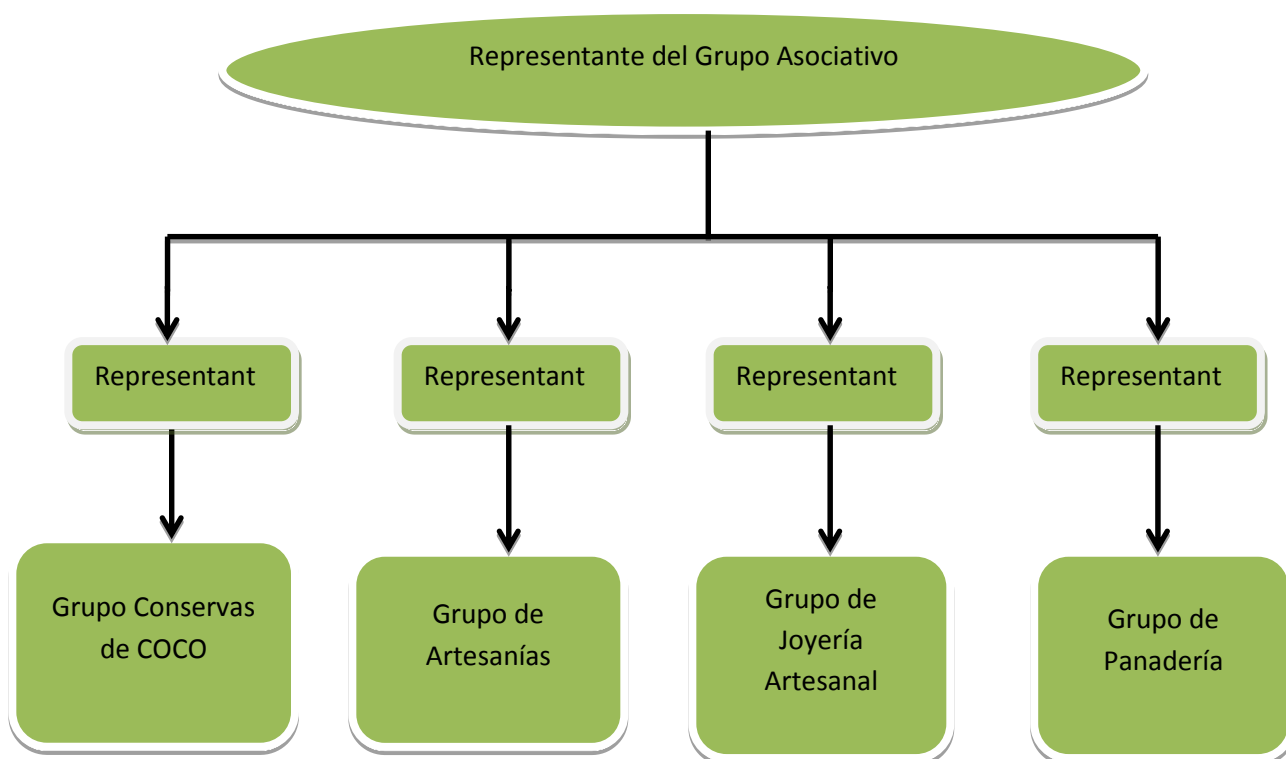 Representante del Grupo Asociativo
Representant
Representant
Representant
Representant
Grupo Conservas
de COCO
Grupo de
Artesanías
Grupo de
Joyería
Artesanal
Grupo de
Panadería